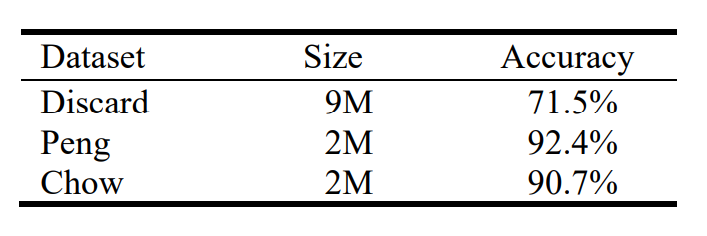 Dataset Size Accuracy
Discard 9M 71.5%
Peng 2M 92.4%
Chow 2M 90.7%